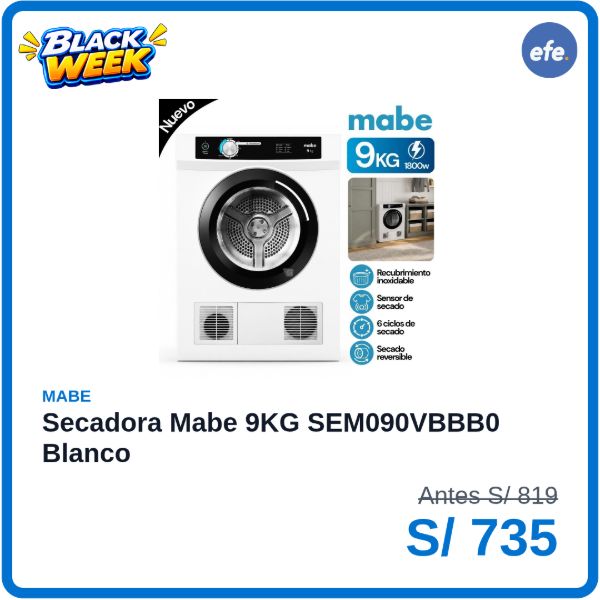 BLACK
WEEK
efe.
Nuevo
mabe
mabe
9KG
1800w
Recubrimiento
inoxidable
Sensor de
secado
6 ciclos de
secado
Secado
reversible
MABE
Secadora Mabe 9KG SEM090VBBB0
Blanco
Antes S/ 819
S/ 735